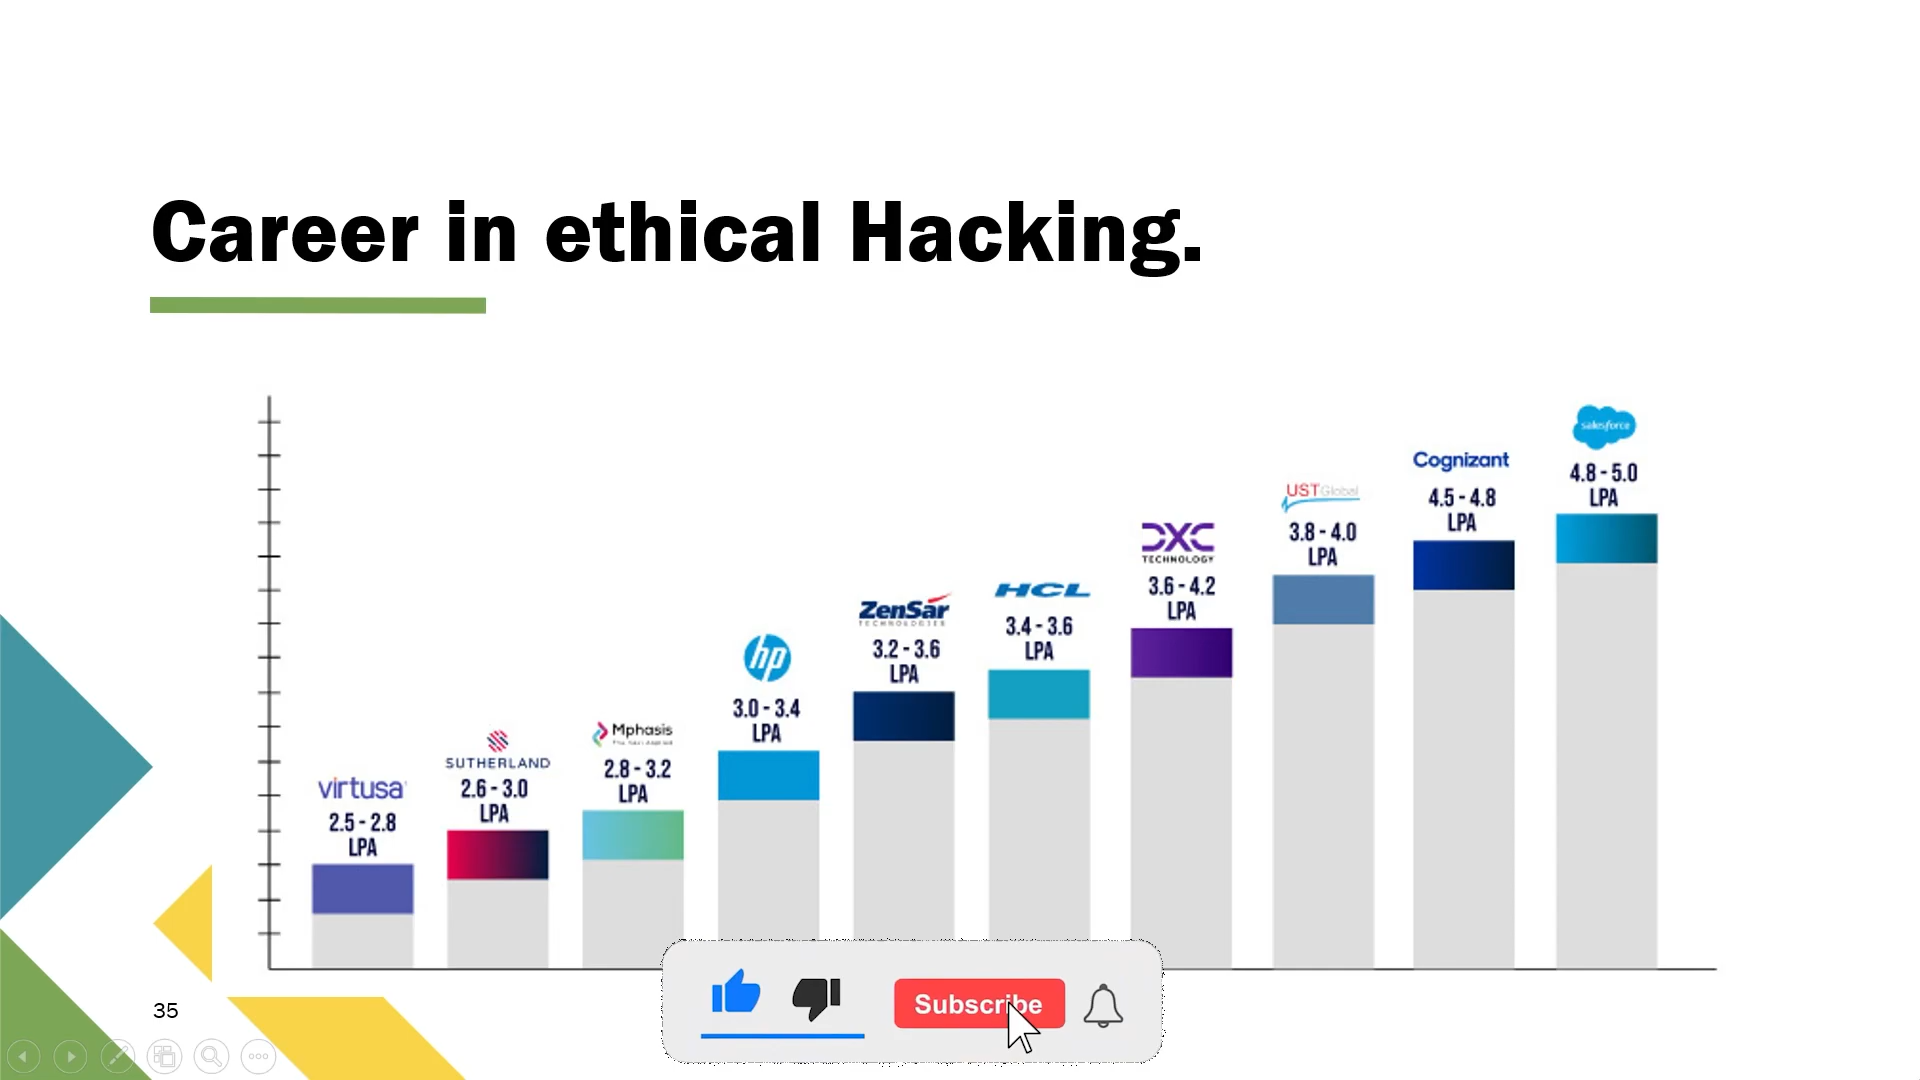 Career in ethical Hacking.
virtusa
2.5 - 2.8
LPA
SUTHERLAND
2.6 - 3.0
LPA
Mphasis
2.8 - 3.2
LPA
hp
3.0 - 3.4
LPA
ZenSar
TECHNOLOGIES
3.2 - 3.6
LPA
HCL
3.4 - 3.6
LPA
DXC
TECHNOLOGY
3.6 - 4.2
LPA
UST Global
3.8 - 4.0
LPA
Cognizant
4.5 - 4.8
LPA
salesforce
4.8 - 5.0
LPA
35
Subscribe